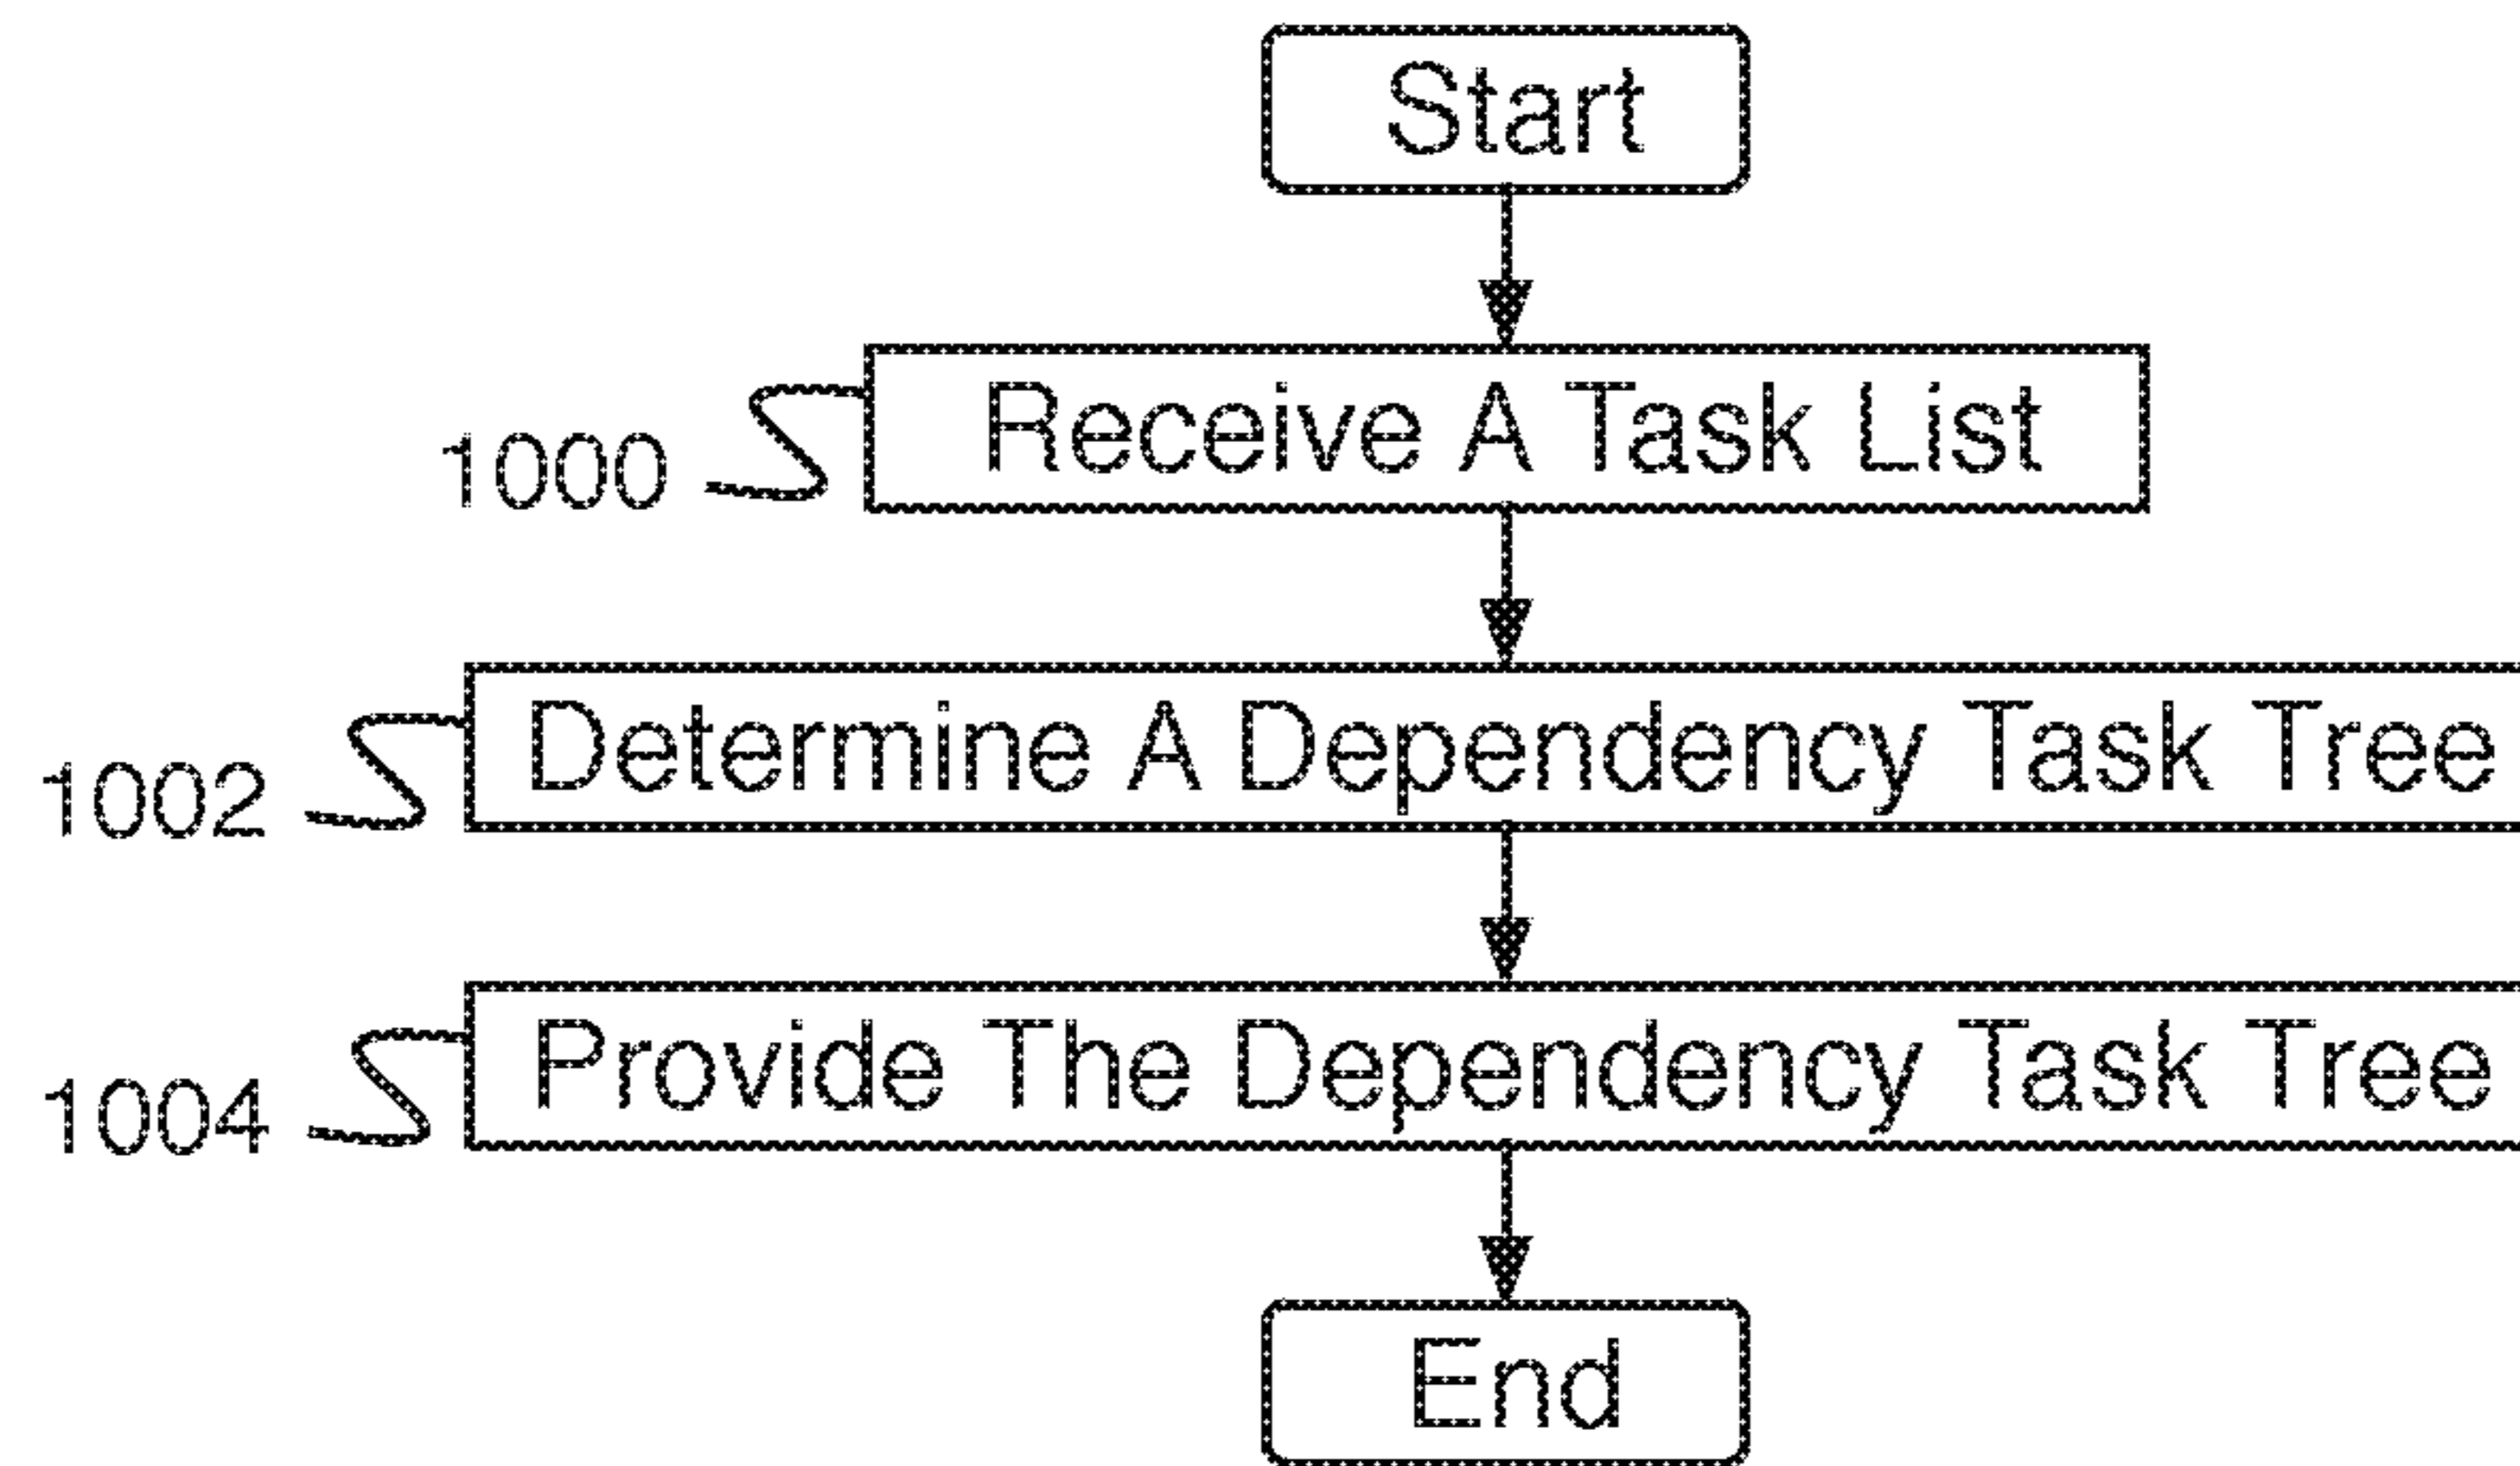 Start
Receive A Task List
1000
Determine A Dependency Task Tree
1002
Provide The Dependency Task Tree
1004
End